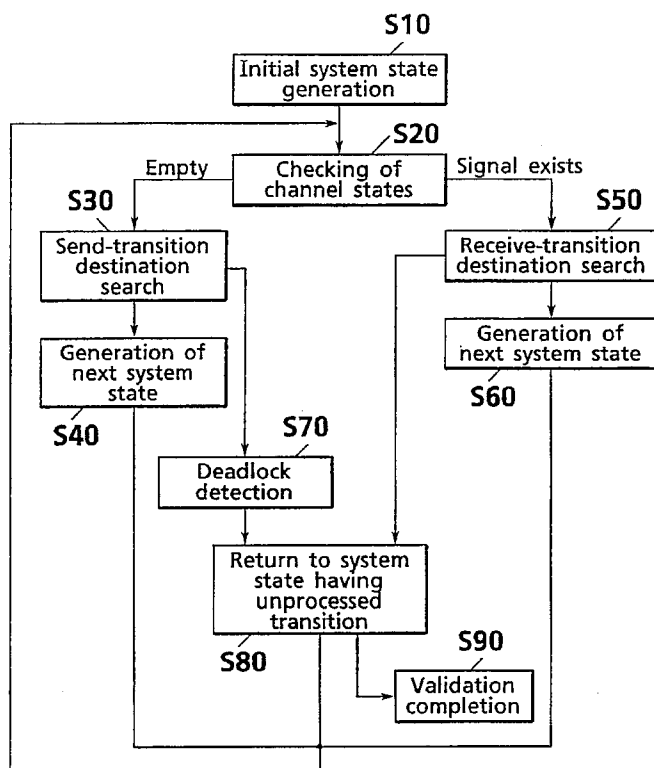 S10
Initial system state
generation
S20
Empty
Checking of
channel states
Signal exists
S30
S50
Send-transition
destination
search
Receive-transition
destination search
Generation of
next system
state
S40
Generation of
next system state
S60
S70
Deadlock
detection
Return to system
state having
unprocessed
transition
S80
S90
Validation
completion